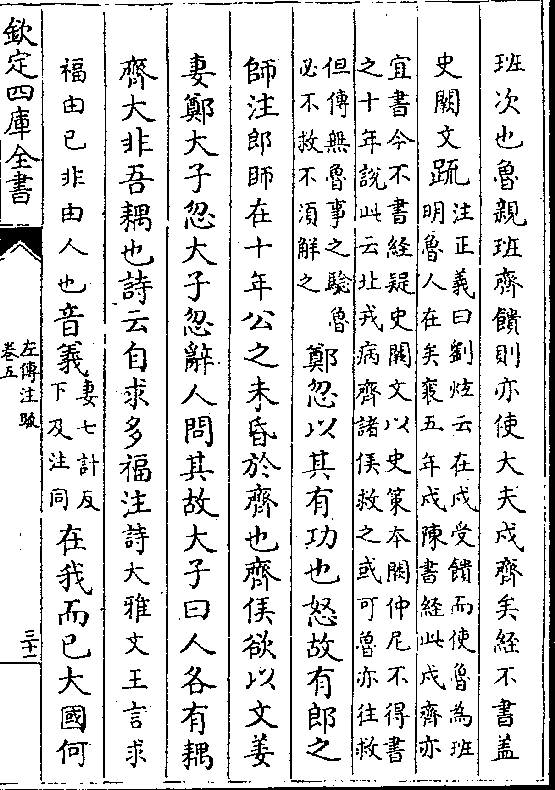 班次也魯親班齊饋則亦使大夫戍齊矣經不書蓋
史闕文疏注正義曰劉炫云在戍受饋而使魯為班
明魯人在矣襄五年戍陳書經此戍齊亦
宜書今不書經疑史闕文以史策本闕仲尼不得書
之十年說此云北戎病齊諸侯救之或可魯亦往救
但傳無魯事之驗魯
必不救不須解之
鄭忽以其有功也怒故有郎之
師注郎師在十年公之未昏於齊也齊侯欲以文姜
妻鄭大子忽大子忽辭人問其故大子曰人各有耦
齊大非吾耦也詩云自求多福注詩大雅文王言求
福由已非由人也音義妻七計反
下及注同
在我而已大國何
欽定四庫全書
左傳注疏
卷五
三十一